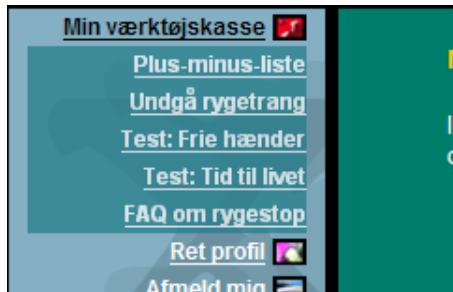 Min værktøjskasse
Plus-minus-liste
Undgå rygetrang
Test: Frie hænder
Test: Tid til livet
FAQ om rygestop
Ret profil
Afmeld mig